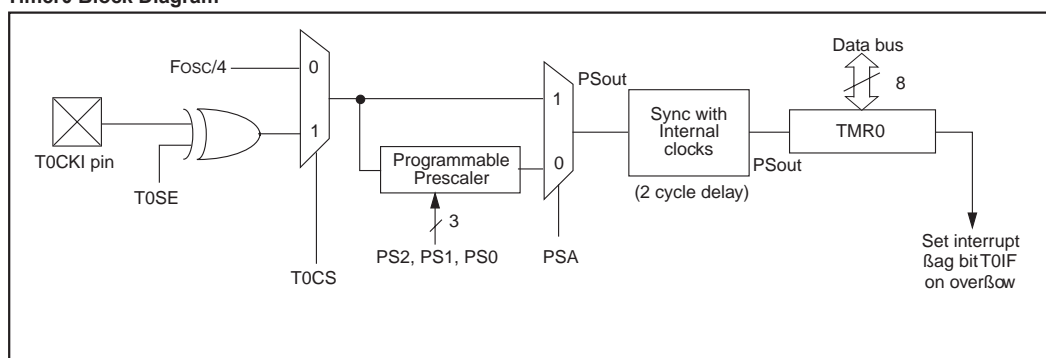 Timer0 Block Diagram
Data bus
8
FOSC/4
0
1
T0CKI pin
T0SE
T0CS
Programmable
Prescaler
3
PS2, PS1, PS0
1
0
PSout
PSA
Sync with
Internal
clocks
(2 cycle delay)
PSout
TMR0
Set interrupt
ßag bit T0IF
on overßow